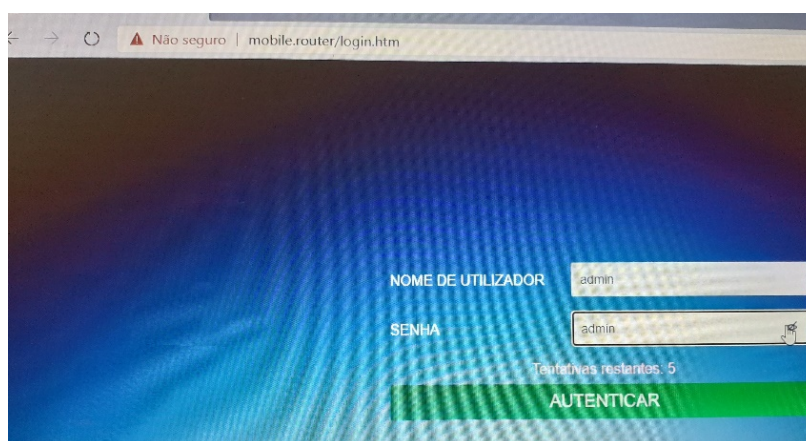 Não seguro | mobile.router/login.htm
NOME DE UTILIZADOR admin
SENHA admin
Tentativas restantes: 5
AUTENTICAR